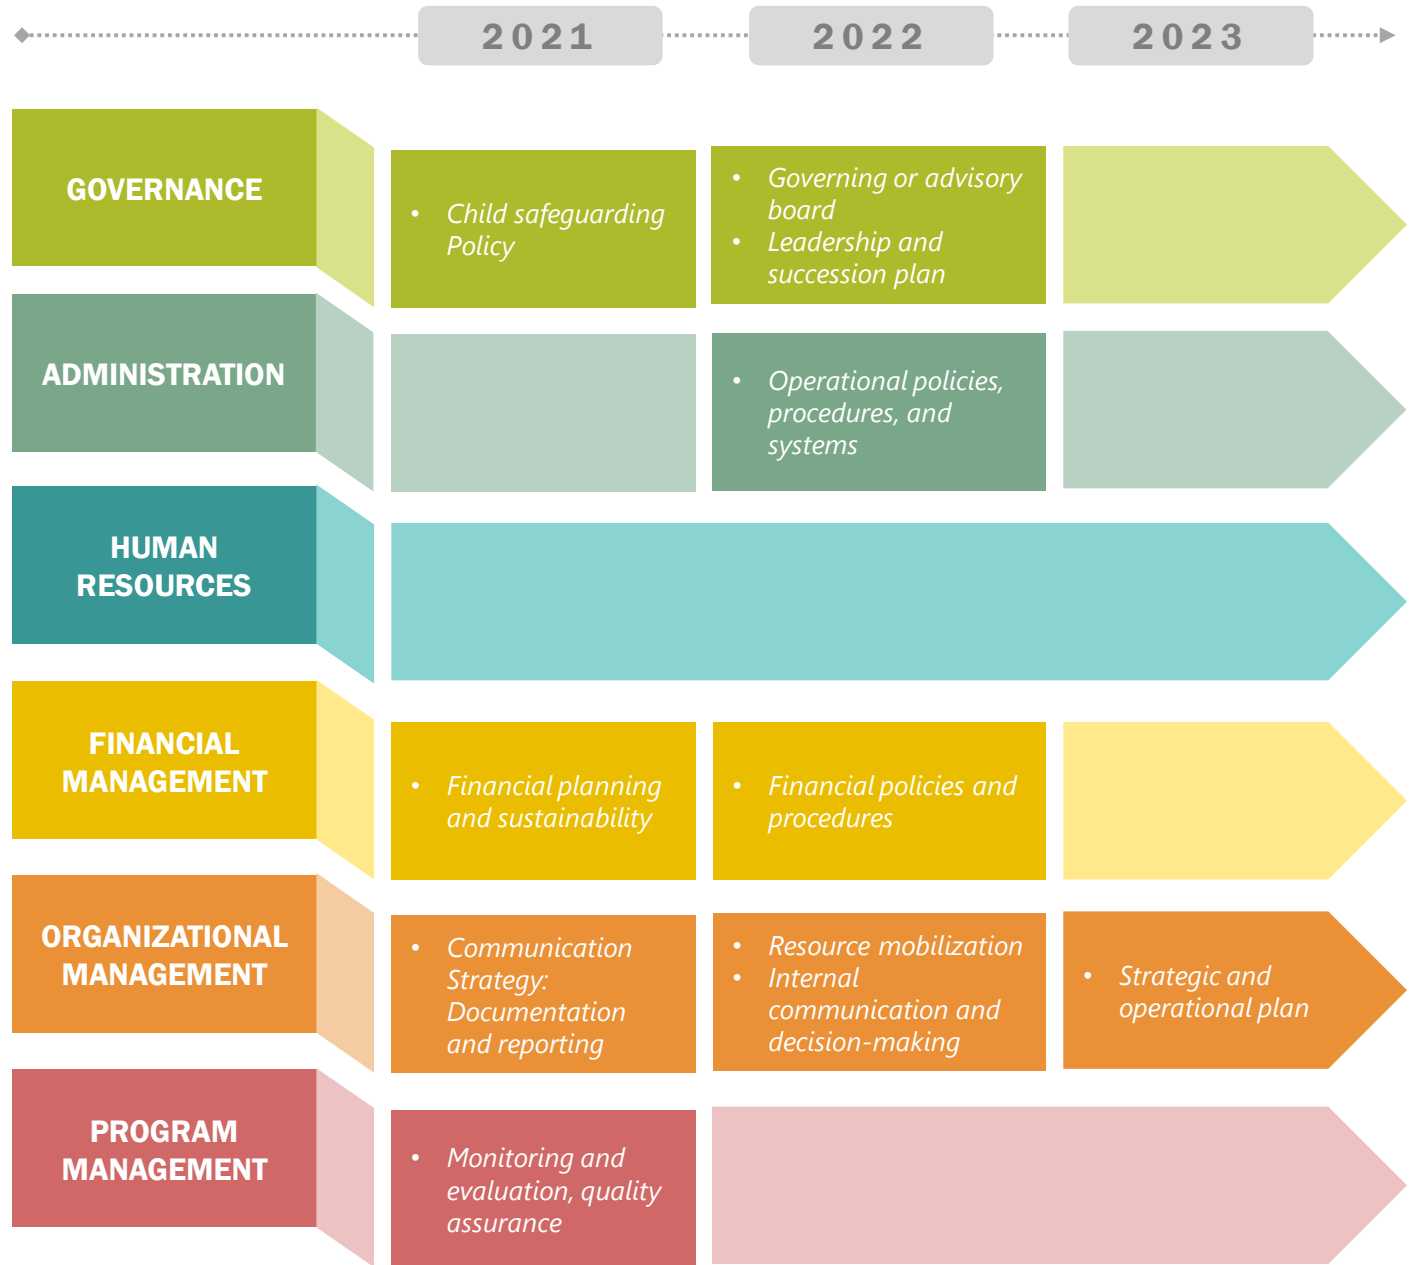 2021 2022 2023
GOVERNANCE
• Child safeguarding
Policy
• Governing or advisory
board
• Leadership and
succession plan
ADMINISTRATION
• Operational policies,
procedures, and
systems
HUMAN
RESOURCES
FINANCIAL
MANAGEMENT
• Financial planning
and sustainability
• Financial policies and
procedures
ORGANIZATIONAL
MANAGEMENT
• Communication
Strategy:
Documentation
and reporting
• Resource mobilization
• Internal
communication and
decision-making
• Strategic and
operational plan
PROGRAM
MANAGEMENT
• Monitoring and
evaluation, quality
assurance